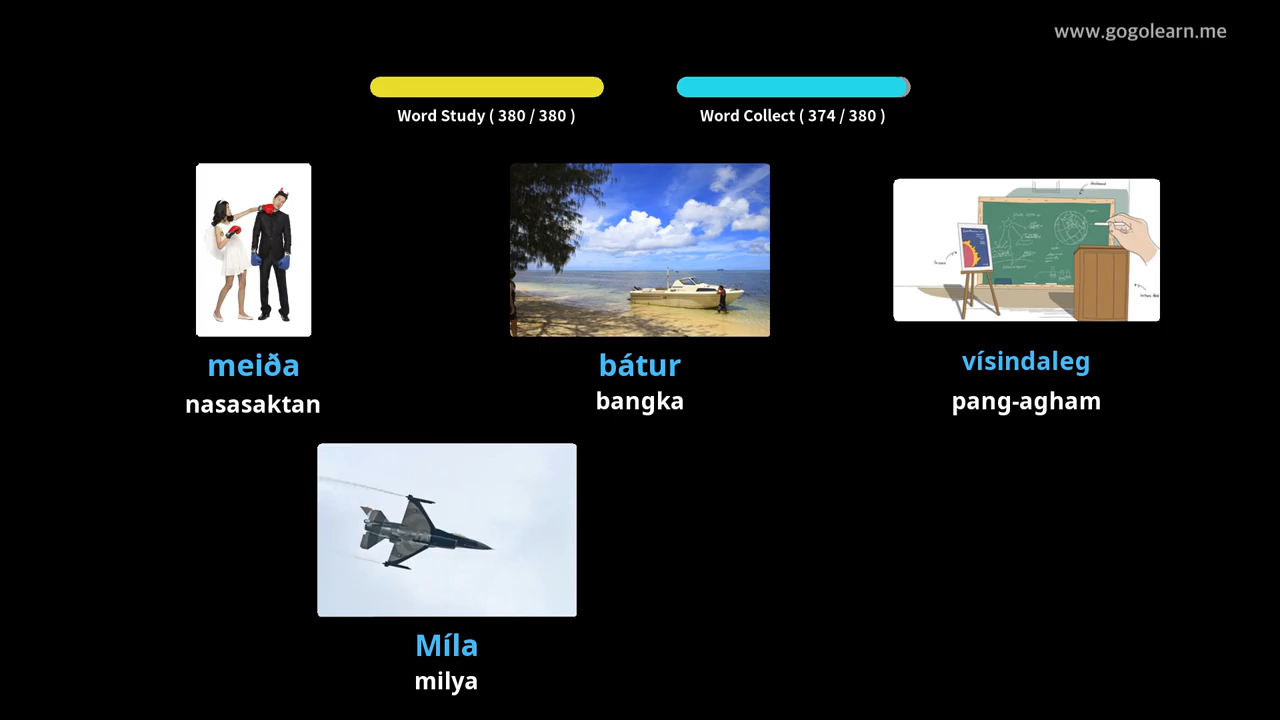 www.gogolearn.me
Word Study ( 380 / 380 )
Word Collect ( 374 / 380 )
meiða
nasasaktan
bátur
bangka
vísindaleg
pang-agham
Míla
milya